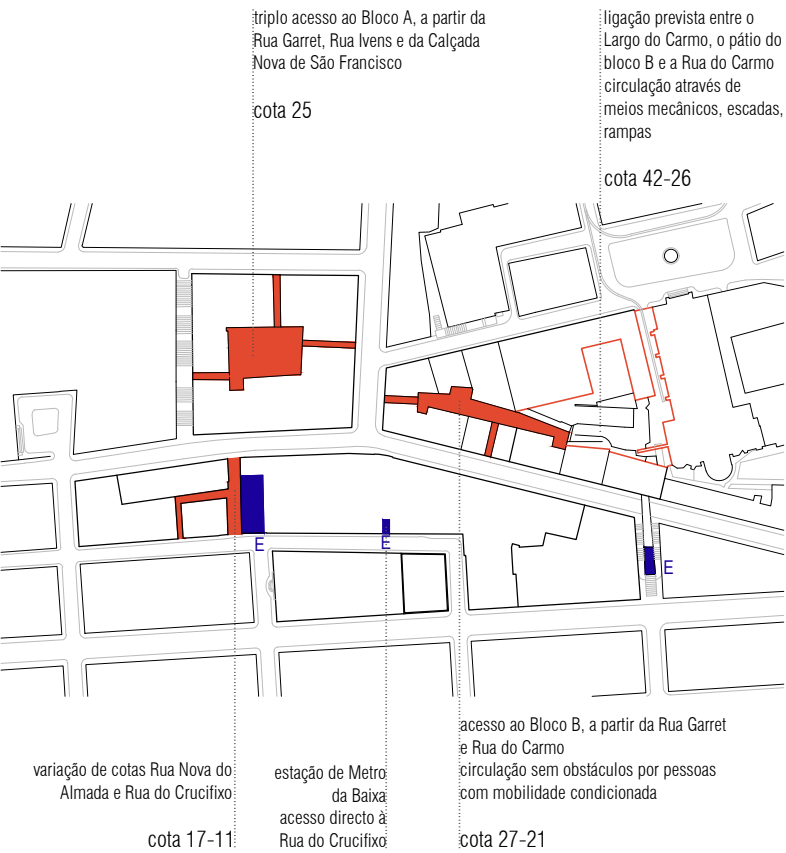 triplo acesso ao Bloco A, a partir da
Rua Garret, Rua Ivens e da Calçada
Nova de São Francisco
cota 25
ligação prevista entre o
Largo do Carmo, o pátio do
bloco B e a Rua do Carmo
circulação através de
meios mecânicos, escadas,
rampas
cota 42-26
E
E
E
variação de cotas Rua Nova do
Almada e Rua do Crucifixo
cota 17-11
estação de Metro
da Baixa
acesso directo à
Rua do Crucifixo
acesso ao Bloco B, a partir da Rua Garret
e Rua do Carmo
circulação sem obstáculos por pessoas
com mobilidade condicionada
cota 27-21